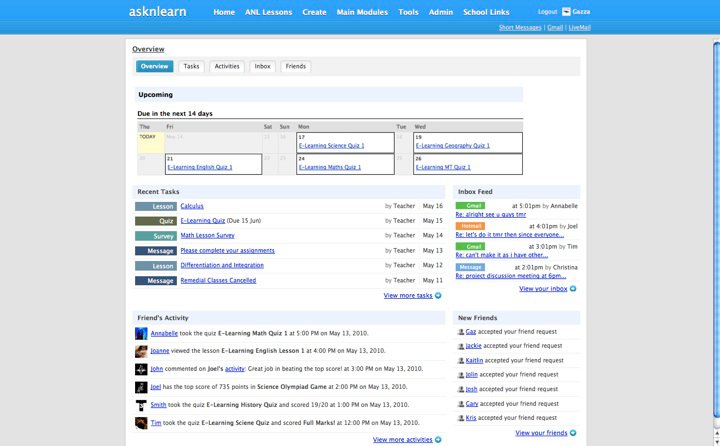 asknlearn Home ANL Lessons Create Main Modules Tools Admin School Links Logout Gazza
Short Messages | Gmail | LiveMail
Overview
Overview Tasks Activities Inbox Friends
Upcoming
Due in the next 14 days
Thu Fri Sat Sun Mon Tue Wed
TODAY May 14 15 16 17 18 19
E-Learning Science Quiz 1 E-Learning Geography Quiz 1
20 21 22 23 24 25 26
E-Learning English Quiz 1 E-Learning Maths Quiz 1 E-Learning MT Quiz 1
Recent Tasks
Lesson Calculus by Teacher May 16
Quiz E-Learning Quiz (Due 15 Jun) by Teacher May 15
Survey Math Lesson Survey by Teacher May 14
Message Please complete your assignments by Teacher May 13
Lesson Differentiation and Integration by Teacher May 12
Message Remedial Classes Cancelled by Teacher May 11
View more tasks
Inbox Feed
Gmail at 5:01pm by Annabelle
Re: alright see u guys tmr
Hotmail at 4:01pm by Joel
Re: let's do it tmr then since everyone...
Gmail at 3:01pm by Tim
Re: can't make it as i have other...
Message at 2:01pm by Christina
Re: project discussion meeting at 6pm...
View your inbox
Friend's Activity
Annabelle took the quiz E-Learning Math Quiz 1 at 5:00 PM on May 13, 2010.
Joanne viewed the lesson E-Learning English Lesson 1 at 4:00 PM on May 13, 2010.
John commented on Joel's activity: Great job in beating the top score! at 3:00 PM on May 13, 2010.
Joel has the top score of 735 points in Science Olympiad Game at 2:00 PM on May 13, 2010.
Smith took the quiz E-Learning History Quiz and scored 19/20 at 1:00 PM on May 13, 2010.
Tim took the quiz E-Learning Sciene Quiz and scored Full Marks! at 12:00 PM on May 13, 2010.
View more activities
New Friends
Gaz accepted your friend request
Jackie accepted your friend request
Kaitlin accepted your friend request
Jolin accepted your friend request
Josh accepted your friend request
Gary accepted your friend request
Kris accepted your friend request
View your friends